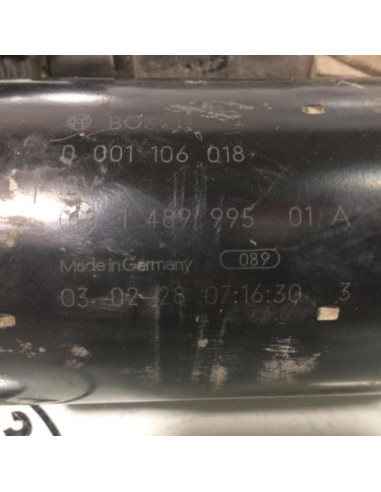 BOSCH
0 001 106 018
12V
1 489 995 01 A
Made in Germany 089
03-02-28 07:16:30 3